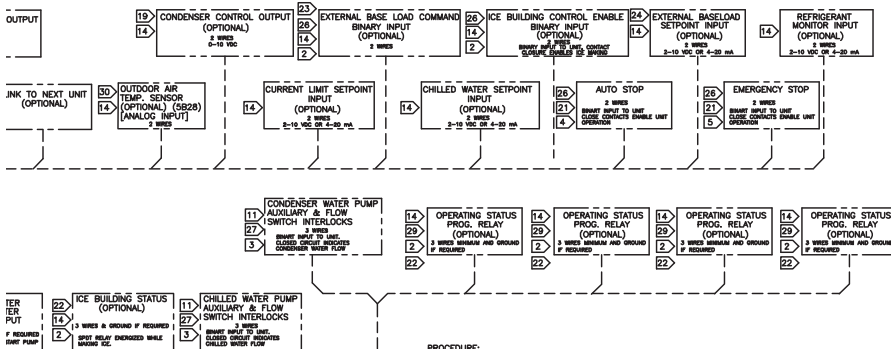 OUTPUT
19
14
CONDENSER CONTROL OUTPUT
(OPTIONAL)
2 WIRES
0-10 VDC
23
26
14
2
EXTERNAL BASE LOAD COMMAND
BINARY INPUT
(OPTIONAL)
2 WIRES
26
14
2
ICE BUILDING CONTROL ENABLE
BINARY INPUT
(OPTIONAL)
2 WIRES
BINARY INPUT TO UNIT, CONTACT
CLOSURE ENABLES ICE MAKING
24
14
EXTERNAL BASELOAD
SETPOINT INPUT
(OPTIONAL)
2 WIRES
2-10 VDC OR 4-20 mA
14
REFRIGERANT
MONITOR INPUT
(OPTIONAL)
2 WIRES
2-10 VDC OR 4-20 mA
INK TO NEXT UNIT
(OPTIONAL)
30
14
OUTDOOR AIR
TEMP. SENSOR
(OPTIONAL) (5B28)
[ANALOG INPUT]
2 WIRES
14
CURRENT LIMIT SETPOINT
INPUT
(OPTIONAL)
2 WIRES
2-10 VDC OR 4-20 mA
14
CHILLED WATER SETPOINT
INPUT
(OPTIONAL)
2 WIRES
2-10 VDC OR 4-20 mA
26
21
4
AUTO STOP
2 WIRES
BINARY INPUT TO UNIT
CLOSE CONTACTS ENABLE UNIT
OPERATION
26
21
5
EMERGENCY STOP
2 WIRES
BINARY INPUT TO UNIT
CLOSE CONTACTS ENABLE UNIT
OPERATION
11
27
3
CONDENSER WATER PUMP
AUXILIARY & FLOW
SWITCH INTERLOCKS
3 WIRES
BINARY INPUT TO UNIT.
CLOSED CIRCUIT INDICATES
CONDENSER WATER FLOW
14
29
2
22
OPERATING STATUS
PROG. RELAY
(OPTIONAL)
3 WIRES MINIMUM AND GROUND
IF REQUIRED
14
29
2
22
OPERATING STATUS
PROG. RELAY
(OPTIONAL)
3 WIRES MINIMUM AND GROUND
IF REQUIRED
14
29
2
22
OPERATING STATUS
PROG. RELAY
(OPTIONAL)
3 WIRES MINIMUM AND GROUND
IF REQUIRED
14
29
2
22
OPERATING STATUS
PROG. RELAY
(OPTIONAL)
3 WIRES MINIMUM AND GROUND
IF REQUIRED
TER
TER
PUT
F REQUIRED
START PUMP
22
14
2
ICE BUILDING STATUS
(OPTIONAL)
3 WIRES & GROUND IF REQUIRED
SPDT RELAY ENERGIZED WHILE
MAKING ICE.
11
27
3
CHILLED WATER PUMP
AUXILIARY & FLOW
SWITCH INTERLOCKS
3 WIRES
BINARY INPUT TO UNIT.
CLOSED CIRCUIT INDICATES
CHILLED WATER FLOW
PROCEDURE: